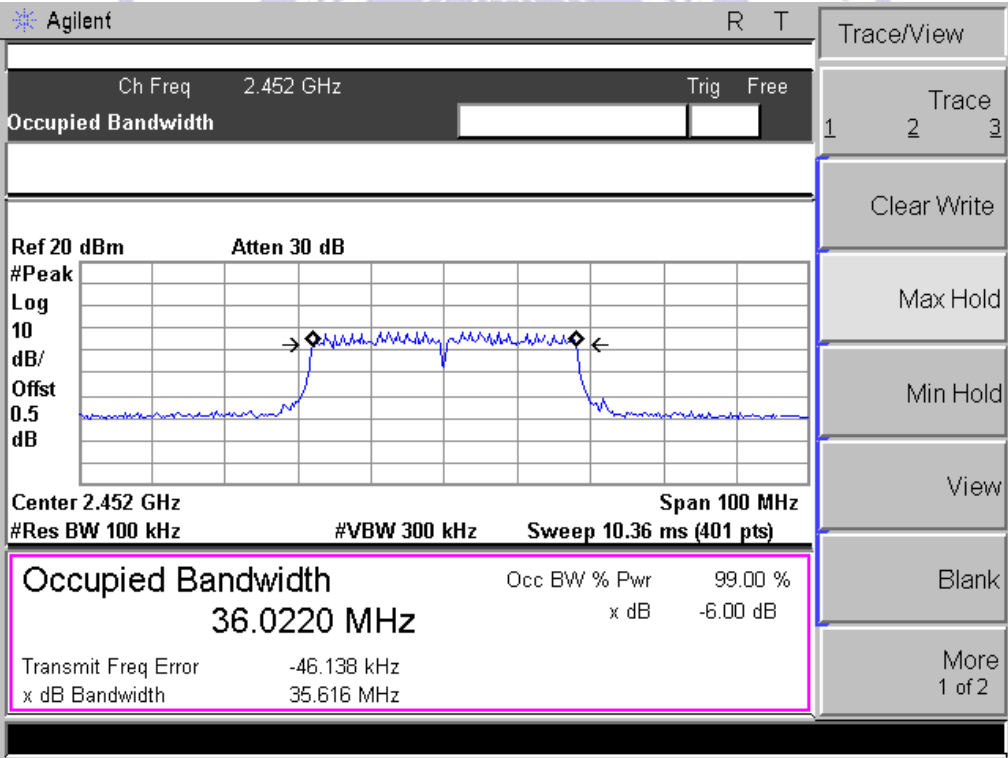 Agilent
R T
Trace/View
Ch Freq 2.452 GHz Trig Free
Occupied Bandwidth
Trace
1 2 3
Clear Write
Max Hold
Min Hold
View
Blank
More
1 of 2
Ref 20 dBm Atten 30 dB
#Peak
Log
10
dB/
Offst
0.5
dB
Center 2.452 GHz Span 100 MHz
#Res BW 100 kHz #VBW 300 kHz Sweep 10.36 ms (401 pts)
Occupied Bandwidth Occ BW % Pwr 99.00 %
36.0220 MHz x dB -6.00 dB
Transmit Freq Error -46.138 kHz
x dB Bandwidth 35.616 MHz